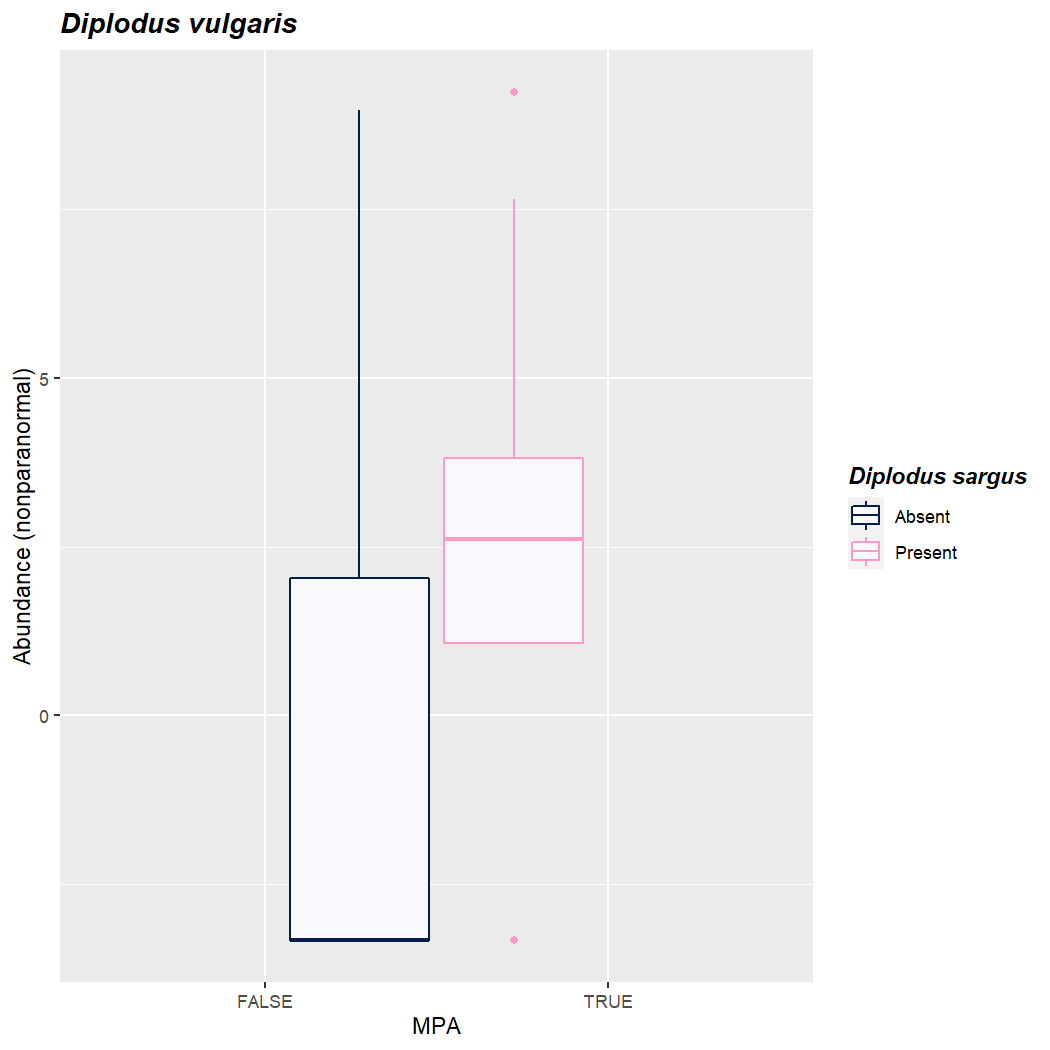 Diplodus vulgaris
Abundance (nonparanormal)
5
0
FALSE
TRUE
MPA
Diplodus sargus
Absent
Present